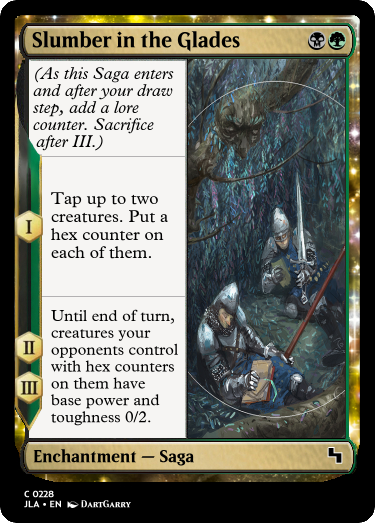 Slumber in the Glades
(As this Saga enters
and after your draw
step, add a lore
counter. Sacrifice
after III.)
I
Tap up to two
creatures. Put a
hex counter on
each of them.
II
III
Until end of turn,
creatures your
opponents control
with hex counters
on them have
base power and
toughness 0/2.
Enchantment — Saga
C 0228
JLA • EN DartGarry